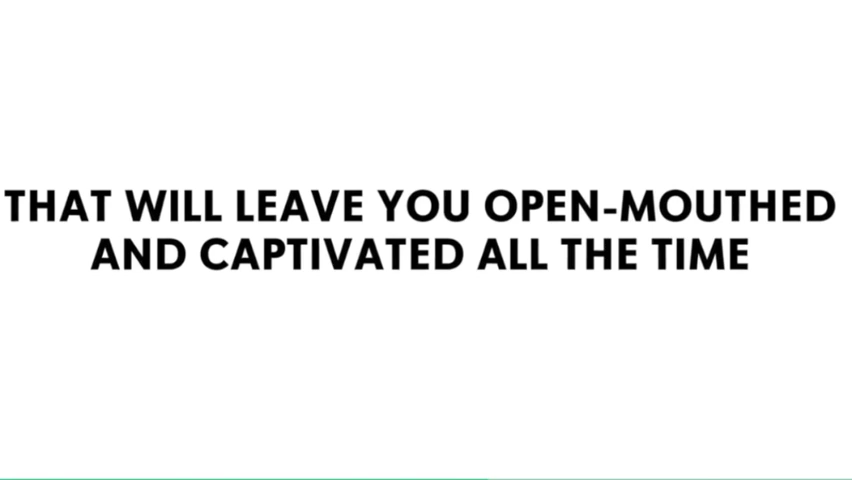 THAT WILL LEAVE YOU OPEN-MOUTHED
AND CAPTIVATED ALL THE TIME